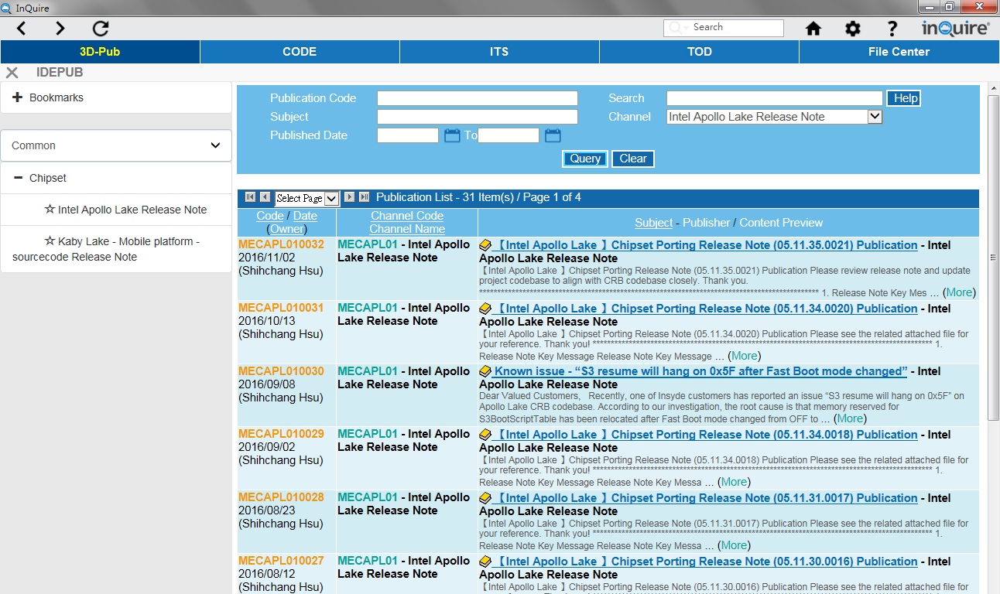 InQuire
Search
inQuire
3D-Pub CODE ITS TOD File Center
IDEPUB
Bookmarks
Common
Chipset
☆ Intel Apollo Lake Release Note
☆ Kaby Lake - Mobile platform -
sourcecode Release Note
Publication Code Search Help
Subject Channel Intel Apollo Lake Release Note
Published Date To
Query Clear
Select Page Publication List - 31 Item(s) / Page 1 of 4
Code / Date
(Owner)
Channel Code
Channel Name
Subject - Publisher / Content Preview
MECAPL010032
2016/11/02
(Shihchang Hsu)
MECAPL01 - Intel Apollo
Lake Release Note
【Intel Apollo Lake 】Chipset Porting Release Note (05.11.35.0021) Publication - Intel
Apollo Lake Release Note
【Intel Apollo Lake 】Chipset Porting Release Note (05.11.35.0021) Publication Please review release note and update
project codebase to align with CRB codebase closely. Thank you.
********************************************************************************************** 1. Release Note Key Mes ... (More)
MECAPL010031
2016/10/13
(Shihchang Hsu)
MECAPL01 - Intel Apollo
Lake Release Note
【Intel Apollo Lake 】Chipset Porting Release Note (05.11.34.0020) Publication - Intel
Apollo Lake Release Note
【Intel Apollo Lake 】Chipset Porting Release Note (05.11.34.0020) Publication Please see the related attached file for
your reference. Thank you! ********************************************************************************************** 1.
Release Note Key Message Release Note Key Message ... (More)
MECAPL010030
2016/09/08
(Shihchang Hsu)
MECAPL01 - Intel Apollo
Lake Release Note
Known issue - “S3 resume will hang on 0x5F after Fast Boot mode changed” - Intel
Apollo Lake Release Note
Dear Valued Customers, Recently, one of Insyde customers has reported an issue “S3 resume will hang on 0x5F” on
Apollo Lake CRB codebase. According to our investigation, the root cause is that memory reserved for
S3BootScriptTable has been relocated after Fast Boot mode changed from OFF to ... (More)
MECAPL010029
2016/09/02
(Shihchang Hsu)
MECAPL01 - Intel Apollo
Lake Release Note
【Intel Apollo Lake 】Chipset Porting Release Note (05.11.34.0018) Publication - Intel
Apollo Lake Release Note
【Intel Apollo Lake 】Chipset Porting Release Note (05.11.34.0018) Publication Please see the related attached file for
your reference. Thank you! ********************************************************************************************** 1.
Release Note Key Message Release Note Key Messa ... (More)
MECAPL010028
2016/08/23
(Shihchang Hsu)
MECAPL01 - Intel Apollo
Lake Release Note
【Intel Apollo Lake 】Chipset Porting Release Note (05.11.31.0017) Publication - Intel
Apollo Lake Release Note
【Intel Apollo Lake 】Chipset Porting Release Note (05.11.31.0017) Publication Please see the related attached file for
your reference. Thank you! ********************************************************************************************** 1.
Release Note Key Message Release Note Key Messa ... (More)
MECAPL010027
2016/08/12
(Shihchang Hsu)
MECAPL01 - Intel Apollo
Lake Release Note
【Intel Apollo Lake 】Chipset Porting Release Note (05.11.30.0016) Publication - Intel
Apollo Lake Release Note
【Intel Apollo Lake 】Chipset Porting Release Note (05.11.30.0016) Publication Please see the related attached file for